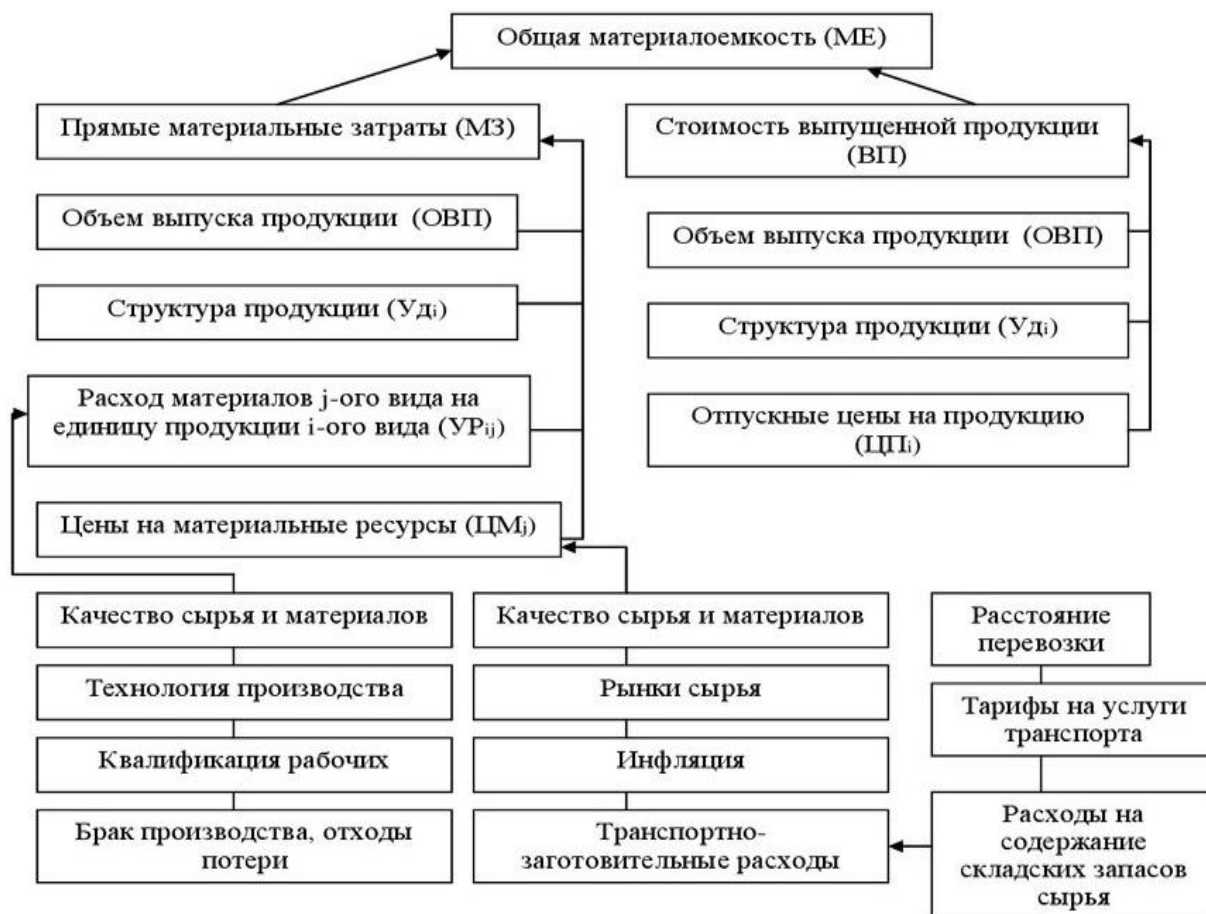 Общая материалоемкость (МЕ)
Прямые материальные затраты (МЗ)
Стоимость выпущенной продукции
(ВП)
Объем выпуска продукции (ОВП)
Объем выпуска продукции (ОВП)
Структура продукции (Удi)
Структура продукции (Удi)
Расход материалов j-ого вида на
единицу продукции i-ого вида (УРij)
Отпускные цены на продукцию
(ЦПi)
Цены на материальные ресурсы (ЦМj)
Качество сырья и материалов
Технология производства
Квалификация рабочих
Брак производства, отходы
потери
Качество сырья и материалов
Рынки сырья
Инфляция
Транспортно-
заготовительные расходы
Расстояние
перевозки
Тарифы на услуги
транспорта
Расходы на
содержание
складских запасов
сырья